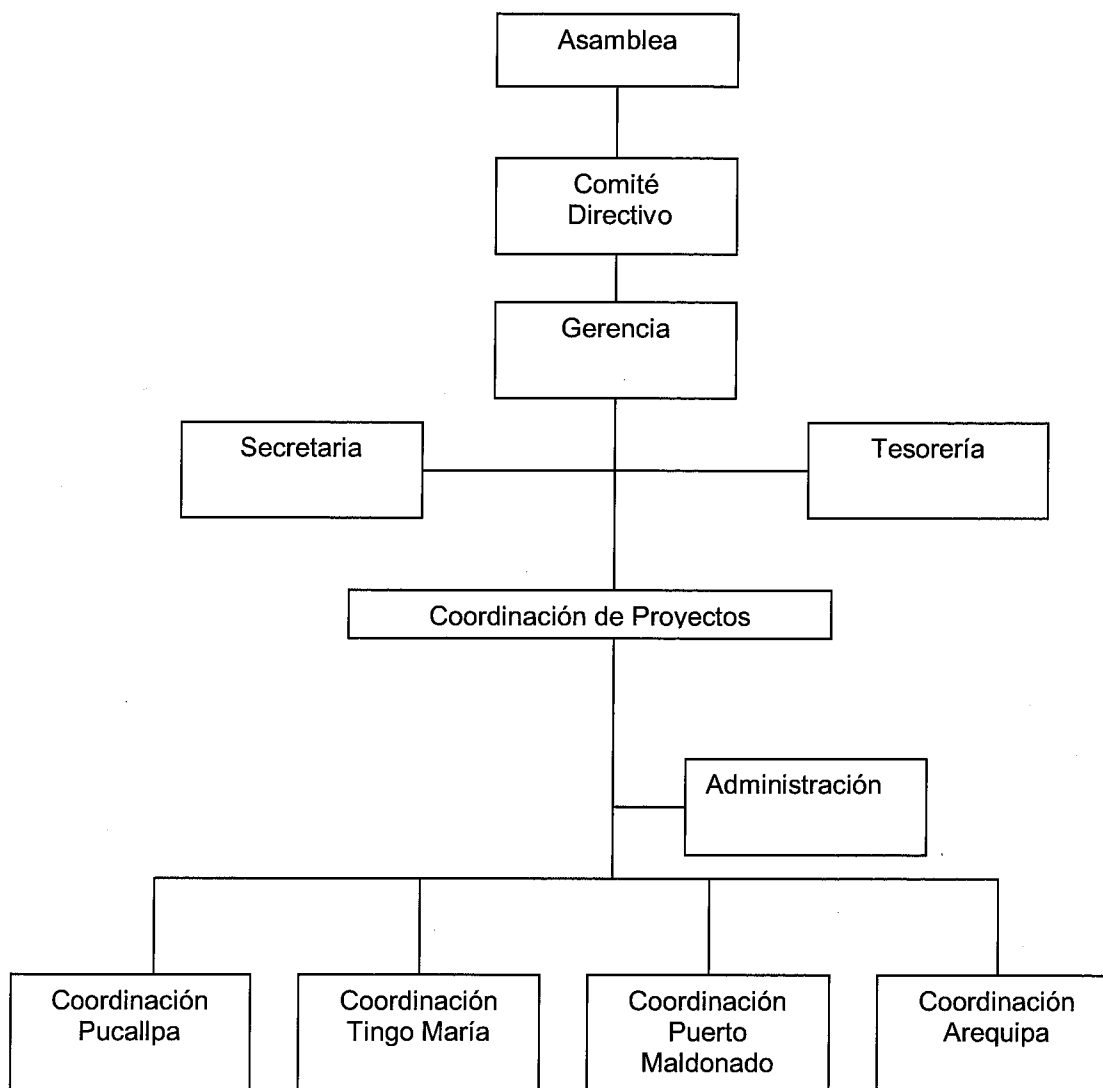 Asamblea
Comité
Directivo
Gerencia
Secretaria
Tesorería
Coordinación de Proyectos
Administración
Coordinación
Pucallpa
Coordinación
Tingo María
Coordinación
Puerto
Maldonado
Coordinación
Arequipa